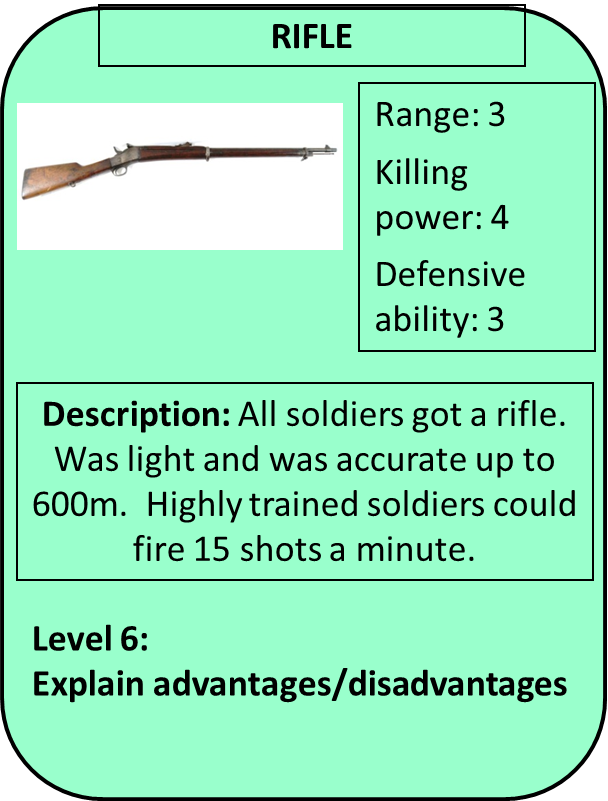 RIFLE
Range: 3
Killing
power: 4
Defensive
ability: 3
Description: All soldiers got a rifle.
Was light and was accurate up to
600m. Highly trained soldiers could
fire 15 shots a minute.
Level 6:
Explain advantages/disadvantages